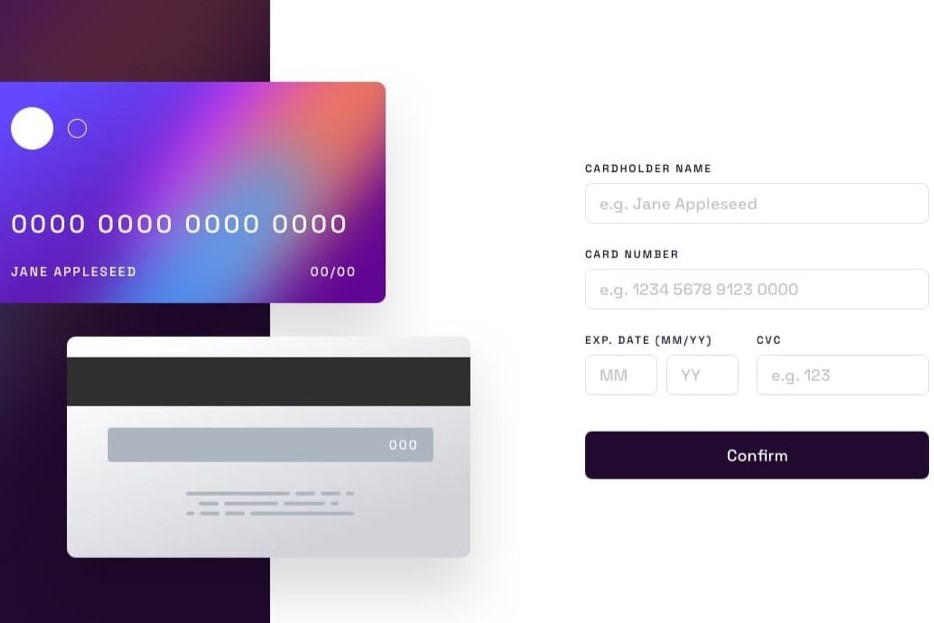 0000 0000 0000 0000
JANE APPLESEED 00/00
000
CARDHOLDER NAME
e.g. Jane Appleseed
CARD NUMBER
e.g. 1234 5678 9123 0000
EXP. DATE (MM/YY) CVC
MM YY e.g. 123
Confirm